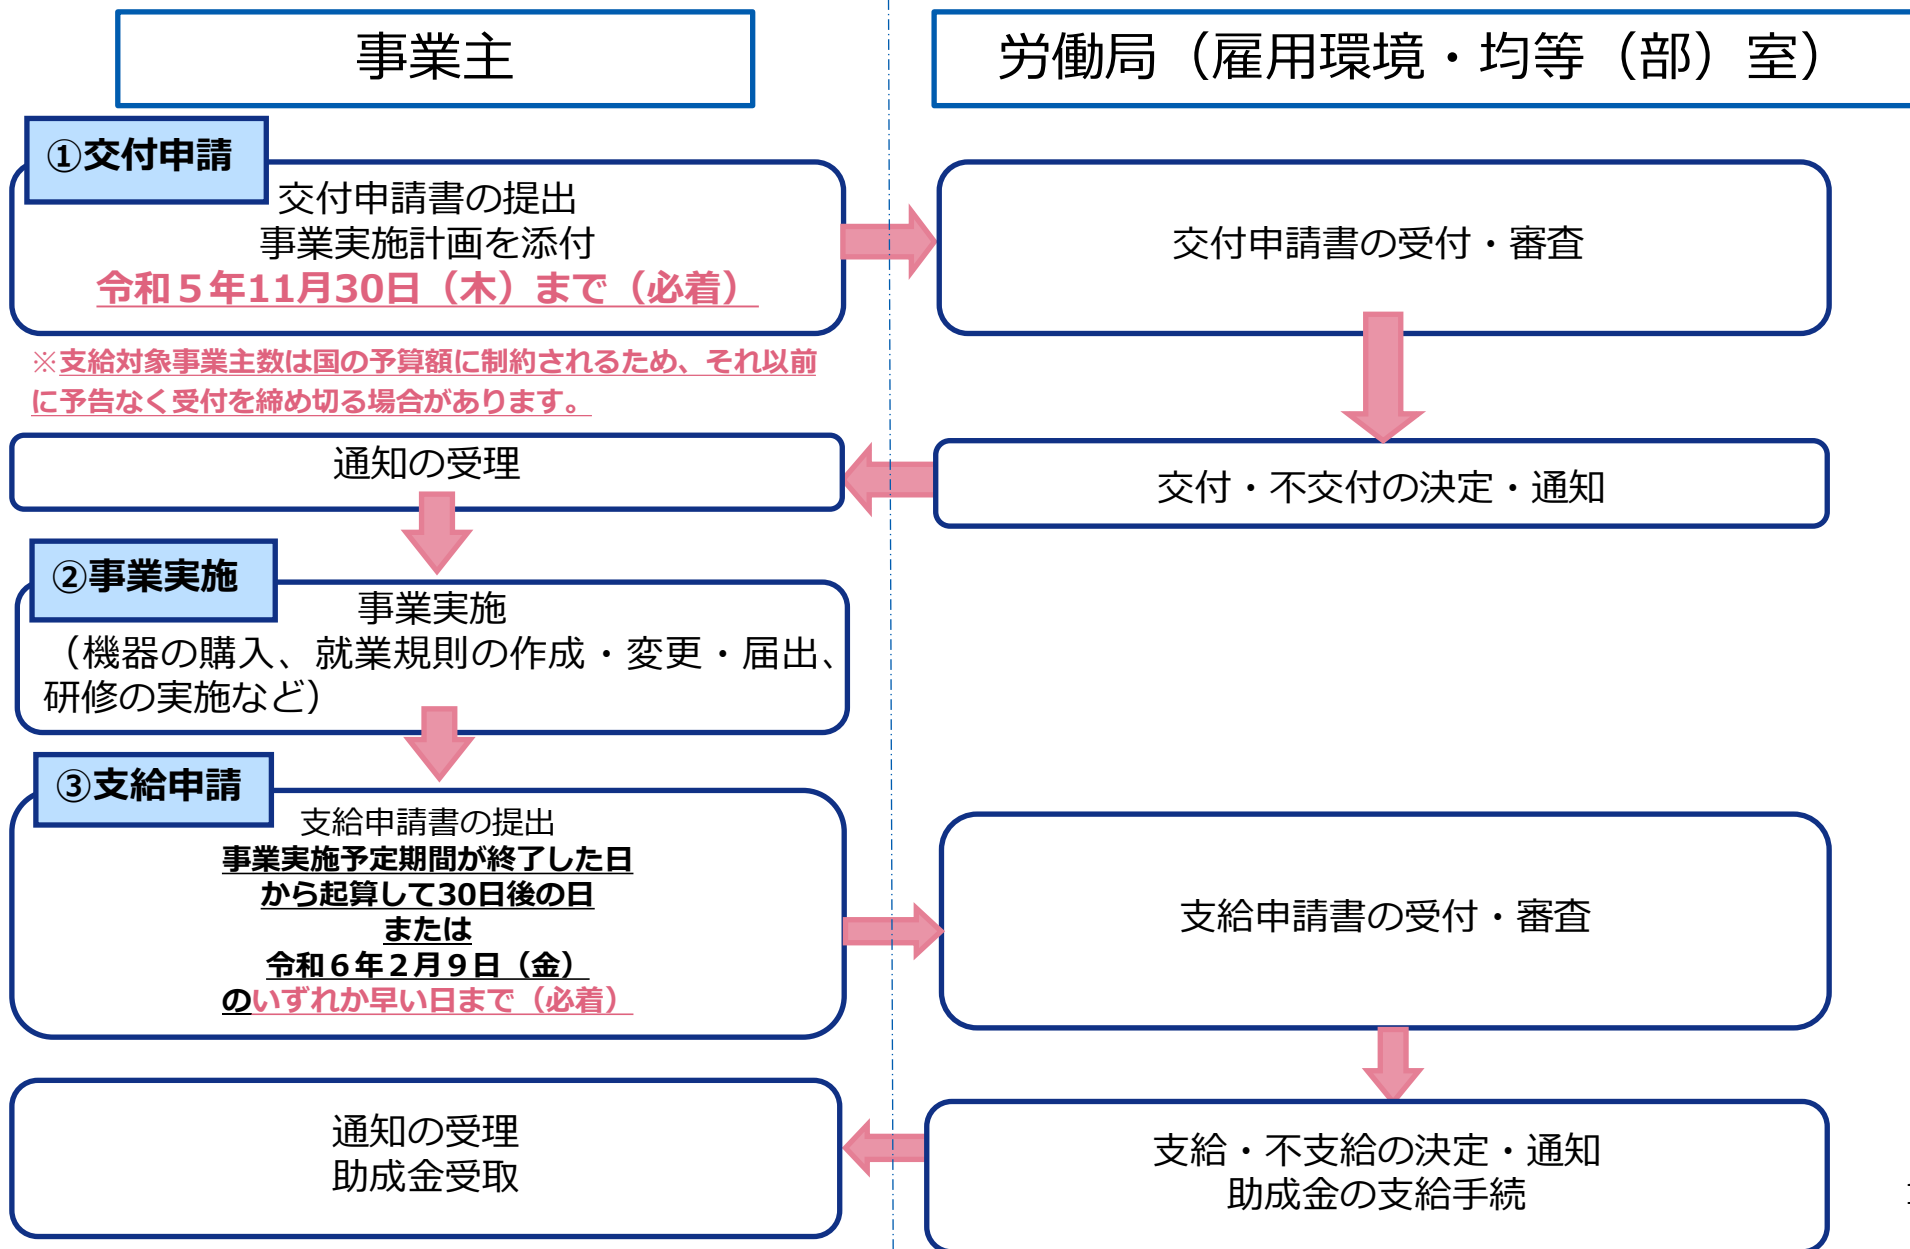 事業主
労働局（雇用環境・均等（部）室）
①交付申請
交付申請書の提出
事業実施計画を添付
令和５年11月30日（木）まで（必着）
交付申請書の受付・審査
※支給対象事業主数は国の予算額に制約されるため、それ以前
に予告なく受付を締め切る場合があります。
通知の受理
交付・不交付の決定・通知
②事業実施
事業実施
（機器の購入、就業規則の作成・変更・届出、
研修の実施など）
③支給申請
支給申請書の提出
事業実施予定期間が終了した日
から起算して30日後の日
または
令和６年２月９日（金）
のいずれか早い日まで（必着）
支給申請書の受付・審査
通知の受理
助成金受取
支給・不支給の決定・通知
助成金の支給手続